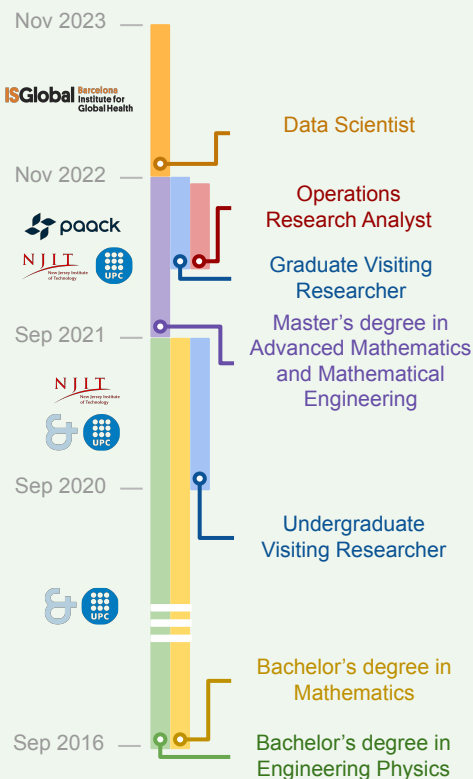 Nov 2023
ISGlobal Barcelona
Institute for
Global Health
Data Scientist
Nov 2022
Operations
Research Analyst
paack
NJIT
New Jersey Institute
of Technology
UPC
Graduate Visiting
Researcher
Sep 2021
Master's degree in
Advanced Mathematics
and Mathematical
Engineering
NJIT
New Jersey Institute
of Technology
&
UPC
Sep 2020
Undergraduate
Visiting Researcher
&
UPC
Bachelor's degree in
Mathematics
Sep 2016
Bachelor's degree in
Engineering Physics